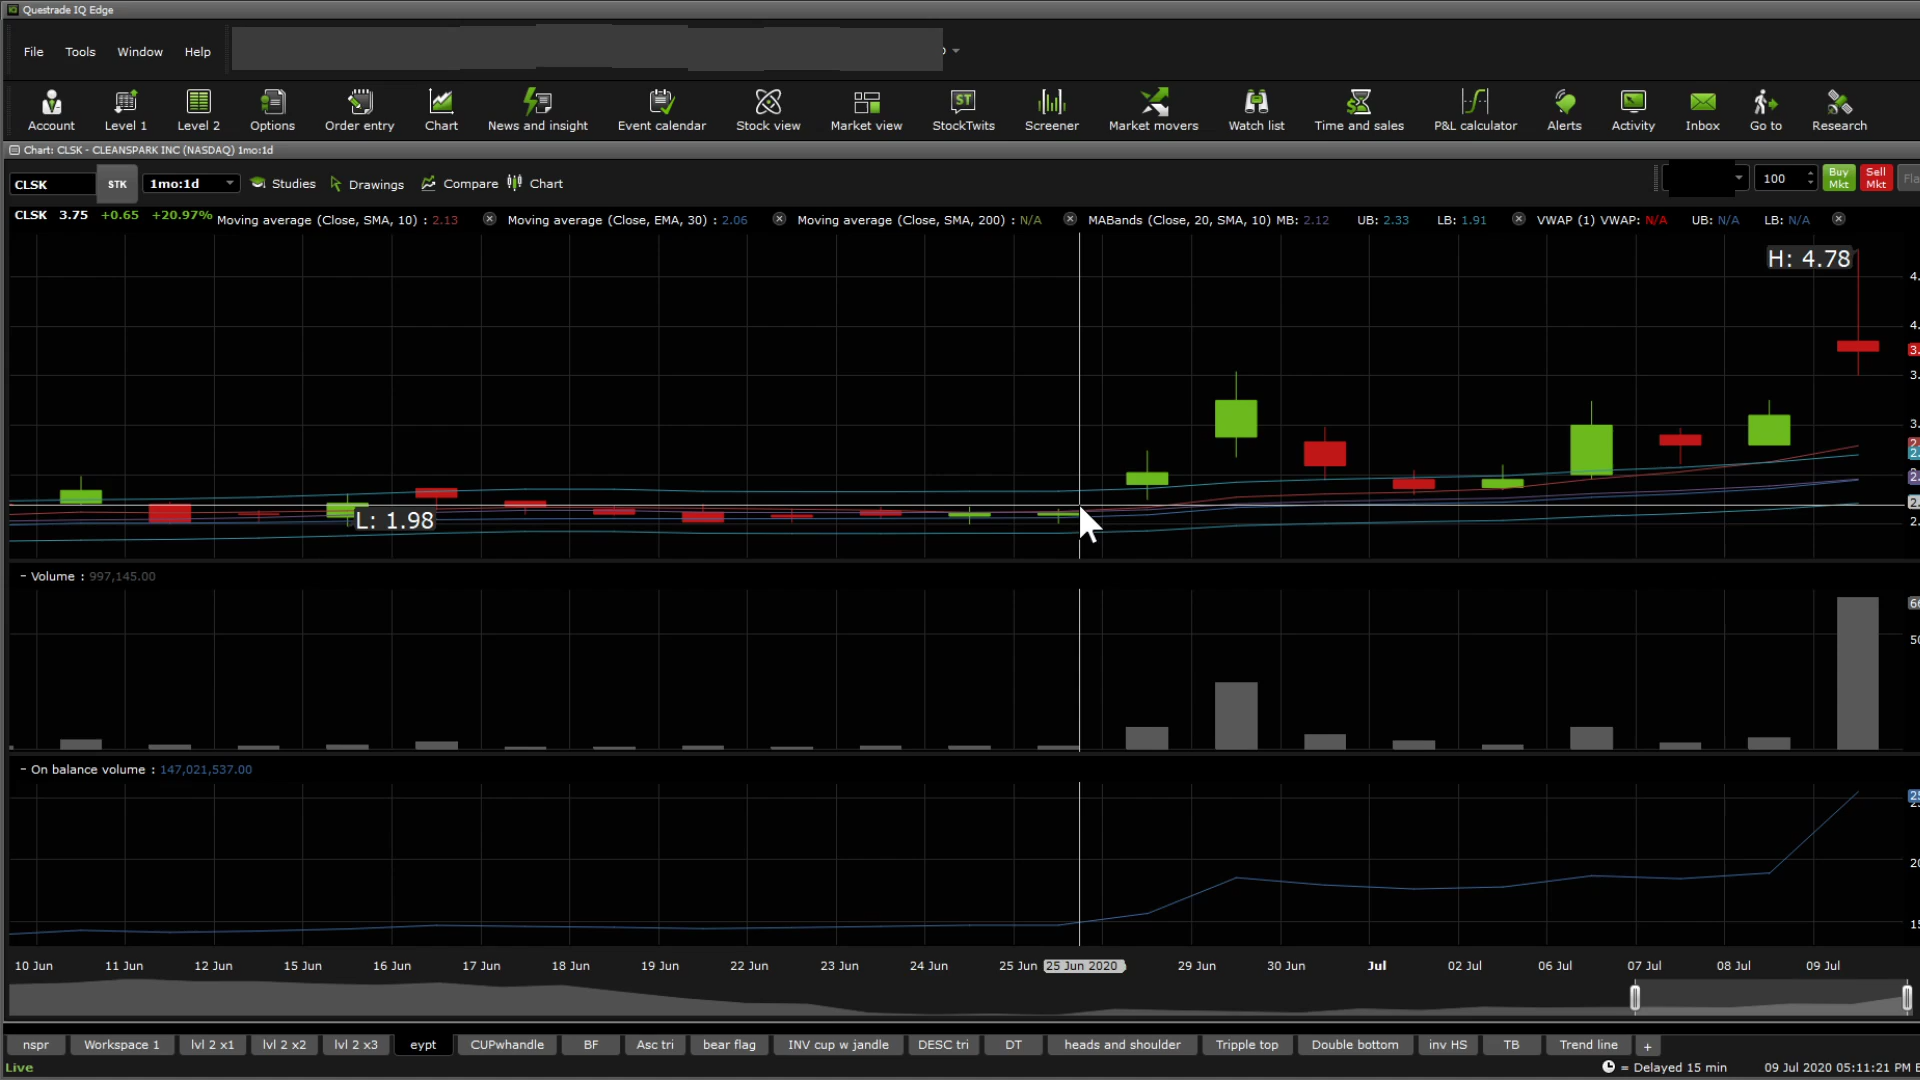 Questrade IQ Edge
File Tools Window Help
Account Level 1 Level 2 Options Order entry Chart News and insight Event calendar Stock view Market view StockTwits Screener Market movers Watch list Time and sales P&L calculator Alerts Activity Inbox Go to Research
Chart: CLSK - CLEANSPARK INC (NASDAQ) 1mo:1d
CLSK STK 1mo:1d Studies Drawings Compare Chart 100 Buy Mkt Sell Mkt Fla
CLSK 3.75 +0.65 +20.97% Moving average (Close, SMA, 10) : 2.13 Moving average (Close, EMA, 30) : 2.06 Moving average (Close, SMA, 200) : N/A MABands (Close, 20, SMA, 10) MB: 2.12 UB: 2.33 LB: 1.91 VWAP (1) VWAP: N/A UB: N/A LB: N/A
H: 4.78
L: 1.98
- Volume : 997,145.00
- On balance volume : 147,021,537.00
10 Jun 11 Jun 12 Jun 15 Jun 16 Jun 17 Jun 18 Jun 19 Jun 22 Jun 23 Jun 24 Jun 25 Jun 25 Jun 2020 29 Jun 30 Jun Jul 02 Jul 06 Jul 07 Jul 08 Jul 09 Jul
nspr Workspace 1 lvl 2 x1 lvl 2 x2 lvl 2 x3 eypt CUPwhandle BF Asc tri bear flag INV cup w jandle DESC tri DT heads and shoulder Tripple top Double bottom inv HS TB Trend line +
Live = Delayed 15 min 09 Jul 2020 05:11:21 PM